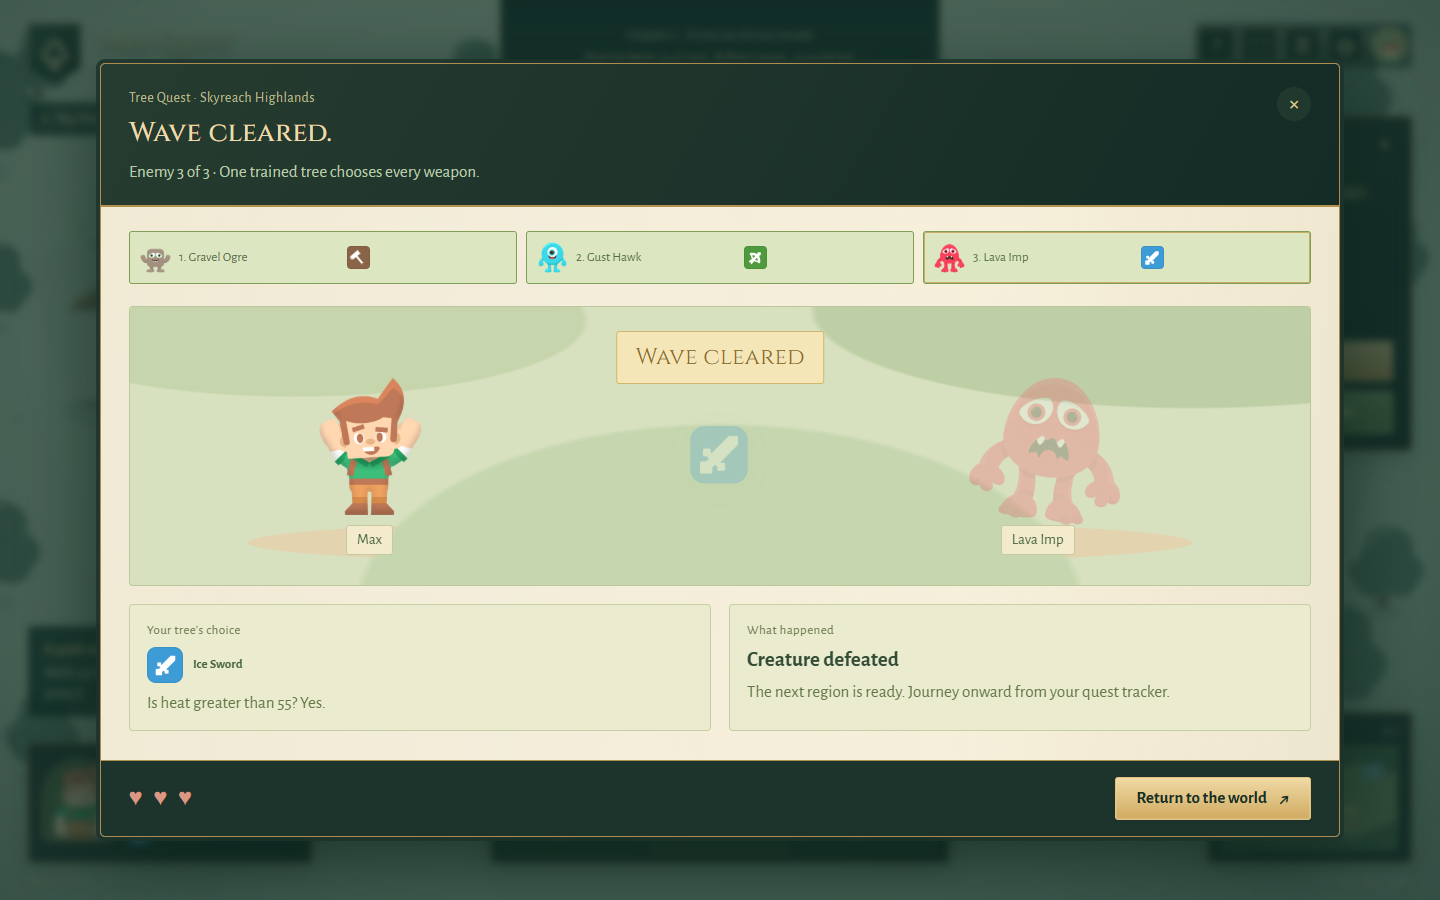 Tree Quest · Skyreach Highlands
Wave cleared.
Enemy 3 of 3 · One trained tree chooses every weapon.
1. Gravel Ogre
2. Gust Hawk
3. Lava Imp
Wave cleared
Max
Lava Imp
Your tree's choice
Ice Sword
Is heat greater than 55? Yes.
What happened
Creature defeated
The next region is ready. Journey onward from your quest tracker.
Return to the world